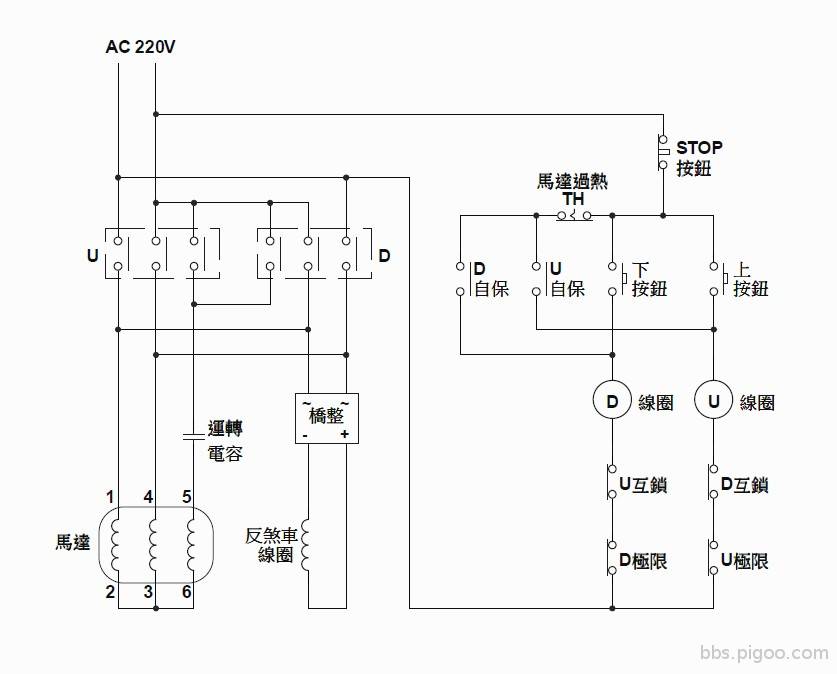 AC 220V
STOP
按鈕
馬達過熱
TH
U
D
D
自保
U
自保
下
按鈕
上
按鈕
D
線圈
U
線圈
~ ~
橋整
- +
運轉
電容
U互鎖
D互鎖
1 4 5
馬達
反煞車
線圈
D極限
U極限
2 3 6
bbs.pigoo.com